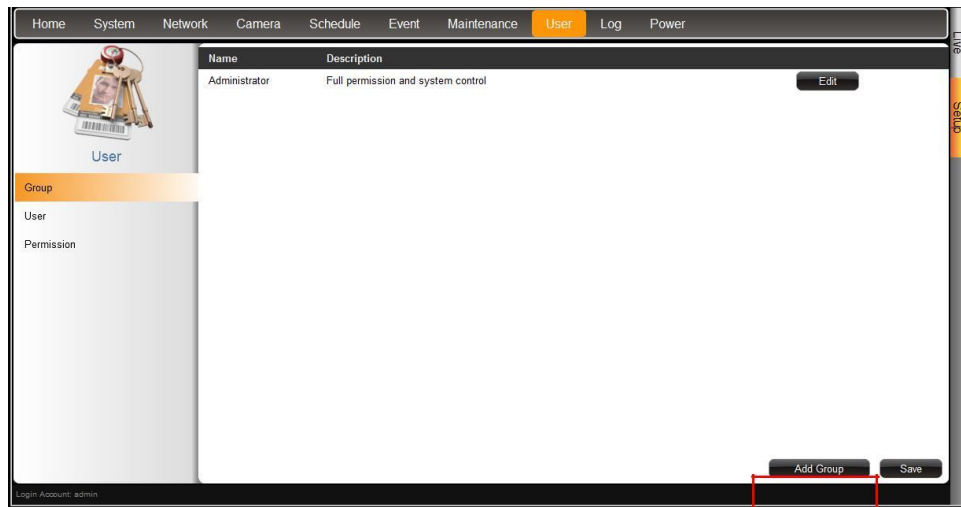 Home System Network Camera Schedule Event Maintenance User Log Power
Live
Setup
User
Group
User
Permission
Name Description
Administrator Full permission and system control Edit
Add Group Save
Login Account: admin